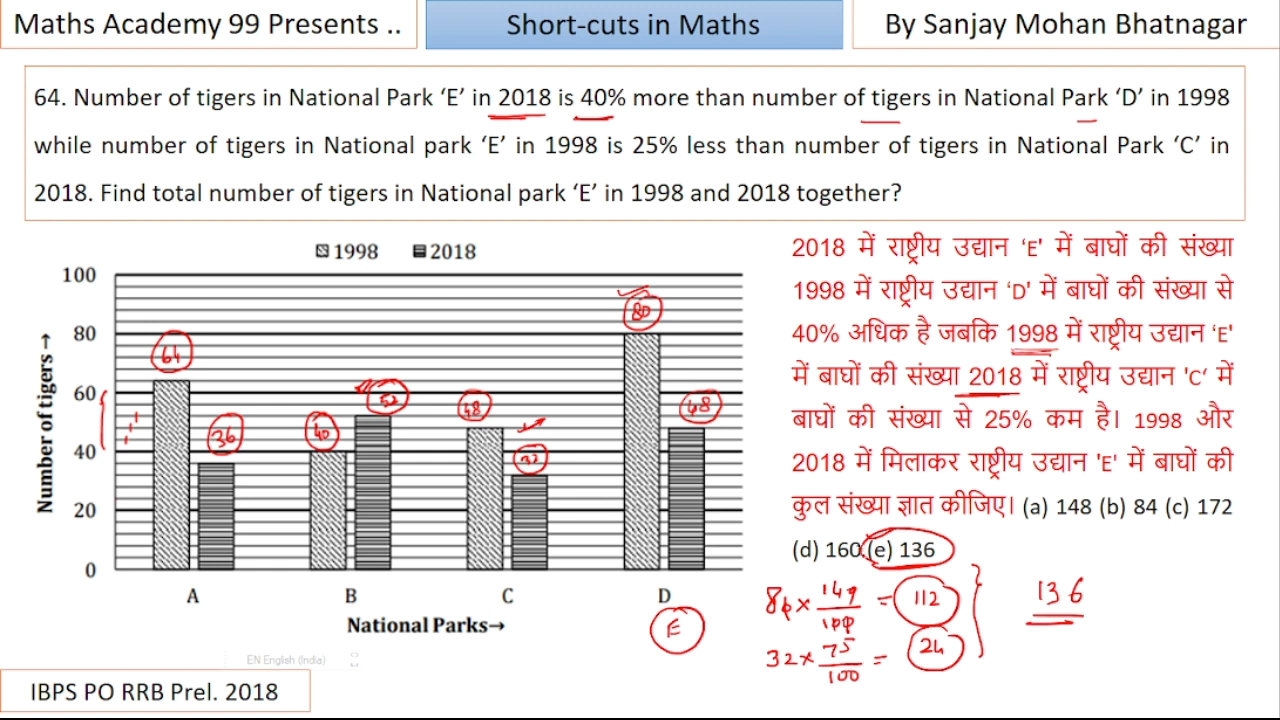 Maths Academy 99 Presents ..
Short-cuts in Maths
By Sanjay Mohan Bhatnagar
64. Number of tigers in National Park ‘E’ in 2018 is 40% more than number of tigers in National Park ‘D’ in 1998
while number of tigers in National park ‘E’ in 1998 is 25% less than number of tigers in National Park ‘C’ in
2018. Find total number of tigers in National park ‘E’ in 1998 and 2018 together?
1998 2018
100
80
60
40
20
0
Number of tigers→
64
36
40
52
48
32
80
48
A B C D
National Parks→
E
2018 में राष्ट्रीय उद्यान ‘E' में बाघों की संख्या
1998 में राष्ट्रीय उद्यान ‘D' में बाघों की संख्या से
40% अधिक है जबकि 1998 में राष्ट्रीय उद्यान ‘E'
में बाघों की संख्या 2018 में राष्ट्रीय उद्यान 'C‘ में
बाघों की संख्या से 25% कम है। 1998 और
2018 में मिलाकर राष्ट्रीय उद्यान 'E' में बाघों की
कुल संख्या ज्ञात कीजिए। (a) 148 (b) 84 (c) 172
(d) 160 (e) 136
80 × 140/100 = 112
32 × 75/100 = 24
136
EN English (India)
IBPS PO RRB Prel. 2018